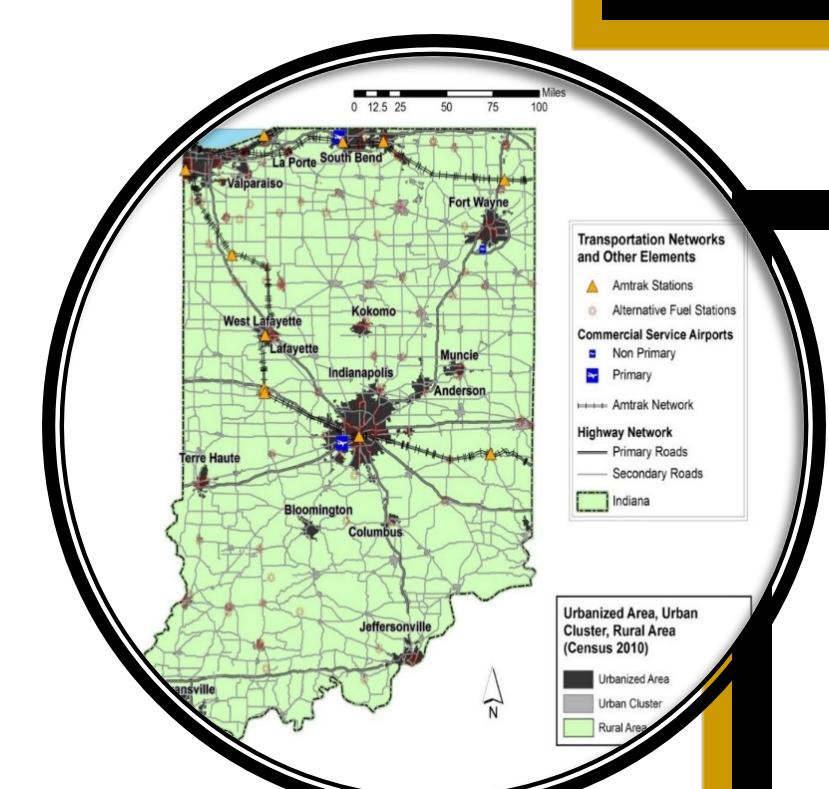 Miles
0 12.5 25 50 75 100
La Porte
South Bend
Valparaiso
Fort Wayne
West Lafayette
Lafayette
Kokomo
Muncie
Indianapolis
Anderson
Terre Haute
Bloomington
Columbus
Jeffersonville
ansville
N
Transportation Networks
and Other Elements
Amtrak Stations
Alternative Fuel Stations
Commercial Service Airports
Non Primary
Primary
Amtrak Network
Highway Network
Primary Roads
Secondary Roads
Indiana
Urbanized Area, Urban
Cluster, Rural Area
(Census 2010)
Urbanized Area
Urban Cluster
Rural Area